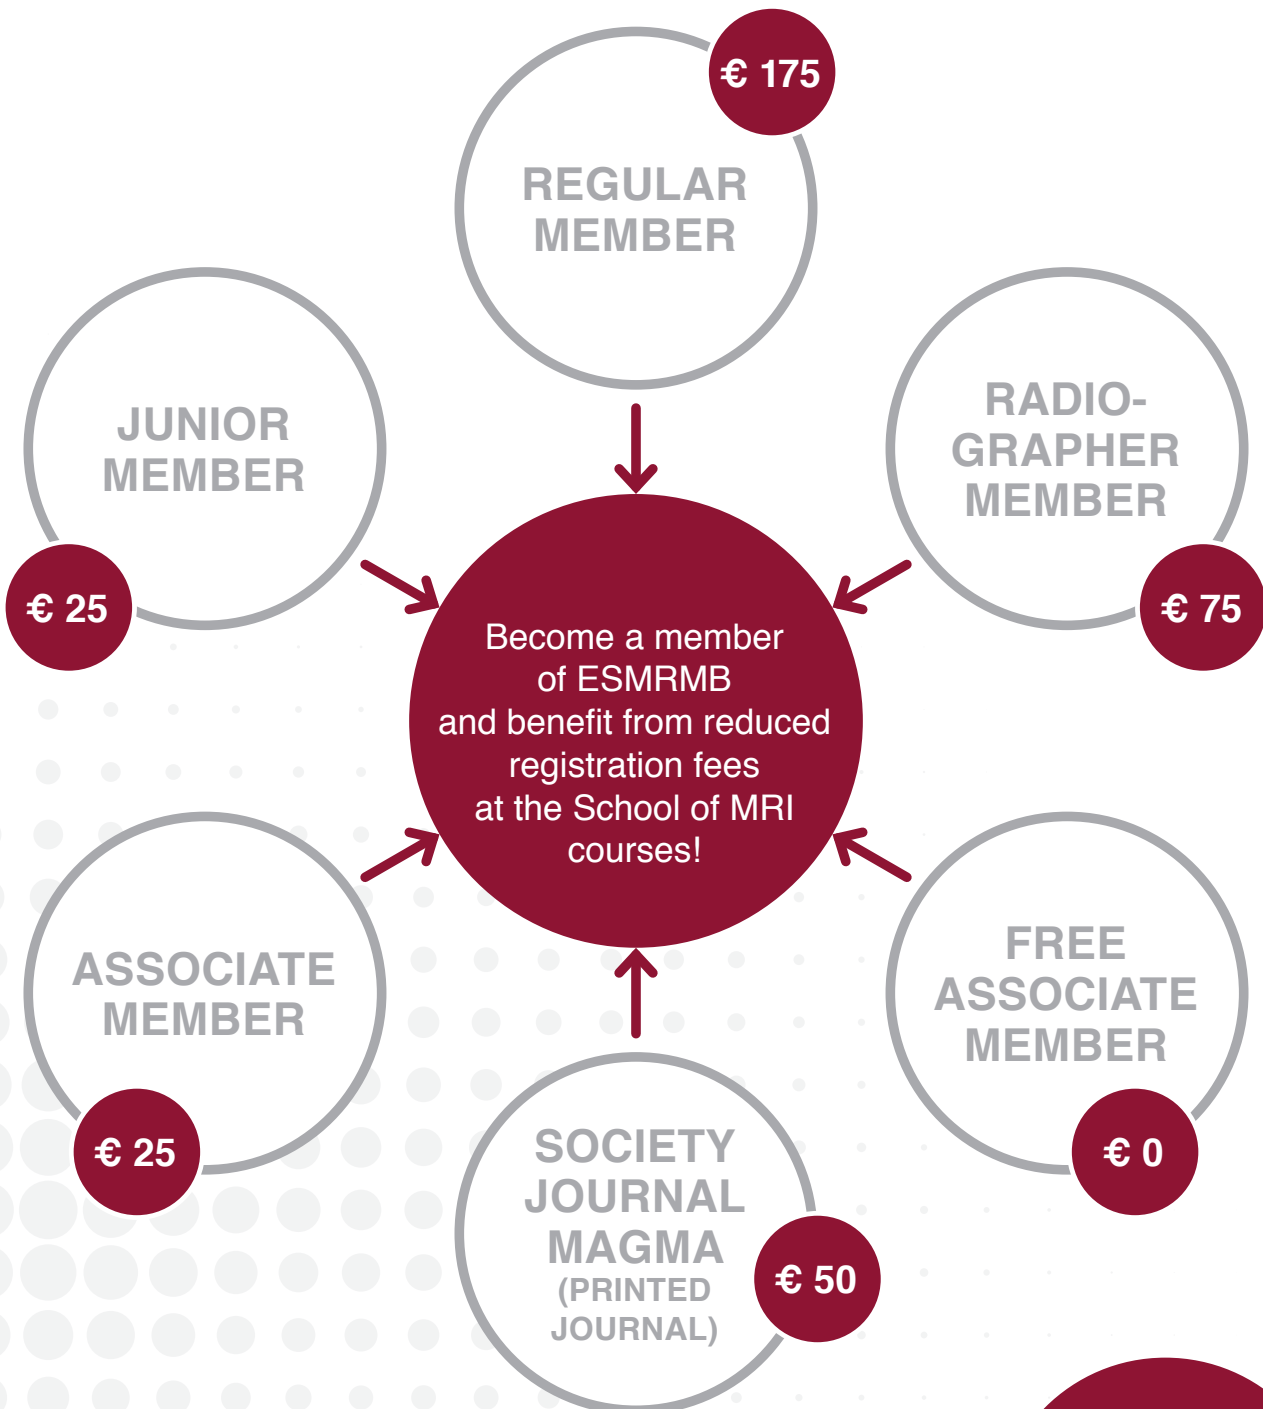 € 175
REGULAR
MEMBER
JUNIOR
MEMBER
€ 25
RADIO-
GRAPHER
MEMBER
€ 75
Become a member
of ESMRMB
and benefit from reduced
registration fees
at the School of MRI
courses!
ASSOCIATE
MEMBER
€ 25
FREE
ASSOCIATE
MEMBER
€ 0
SOCIETY
JOURNAL
MAGMA
(PRINTED
JOURNAL)
€ 50